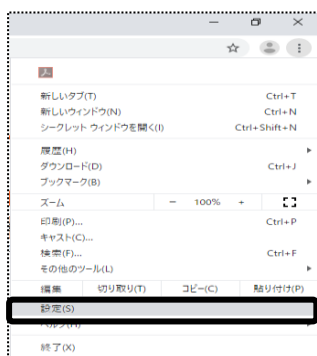 新しいタブ(T) Ctrl+T
新しいウィンドウ(N) Ctrl+N
シークレット ウィンドウを開く(I) Ctrl+Shift+N
履歴(H)
ダウンロード(D) Ctrl+J
ブックマーク(B)
ズーム − 100% +
印刷(P)... Ctrl+P
キャスト(C)...
検索(F)... Ctrl+F
その他のツール(L)
編集 切り取り(T) コピー(C) 貼り付け(P)
設定(S)
ヘルプ(H)
終了(X)